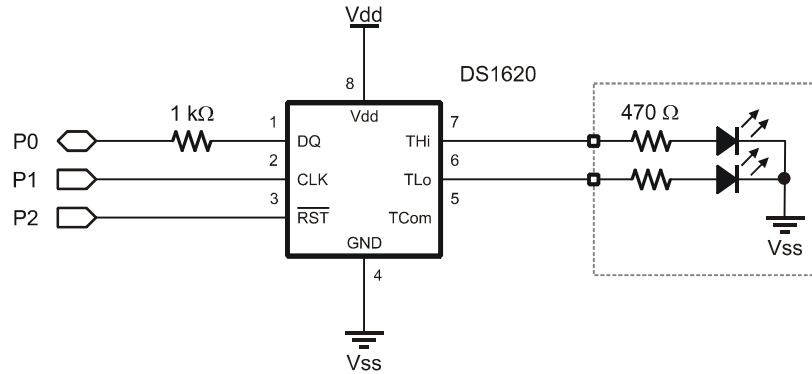 Vdd
DS1620
8
1 kΩ
470 Ω
1
Vdd
7
P0
DQ
THi
2
6
P1
CLK
TLo
3
5
P2
RST
TCom
GND
4
Vss
Vss